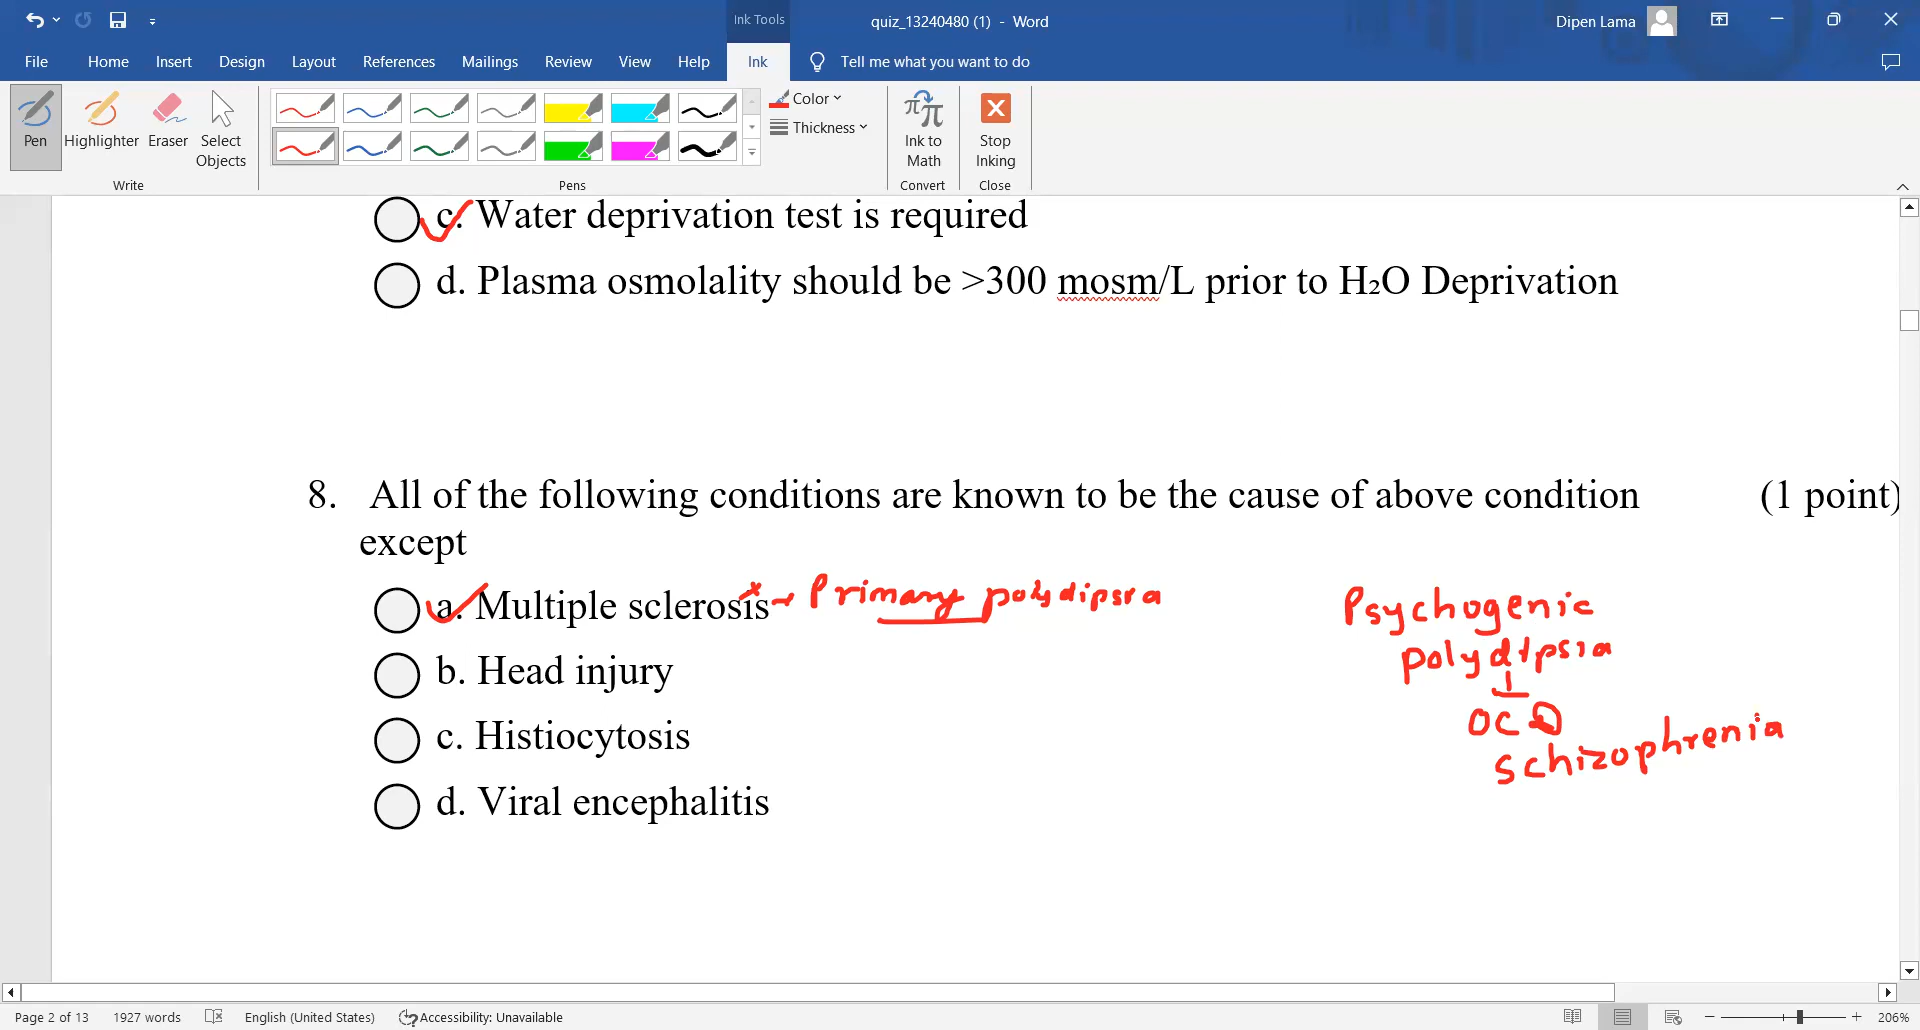 Ink Tools
quiz_13240480 (1) - Word
Dipen Lama
File Home Insert Design Layout References Mailings Review View Help Ink Tell me what you want to do
Pen Highlighter Eraser Select Objects
Color
Thickness
Ink to Math
Stop Inking
Write Pens Convert Close
c. Water deprivation test is required
d. Plasma osmolality should be >300 mosm/L prior to H₂O Deprivation
8. All of the following conditions are known to be the cause of above condition (1 point)
except
a. Multiple sclerosis → Primary polydipsia
b. Head injury
c. Histiocytosis
d. Viral encephalitis
Psychogenic
polydipsia
OCD
schizophrenia
Page 2 of 13 1927 words English (United States) Accessibility: Unavailable 206%